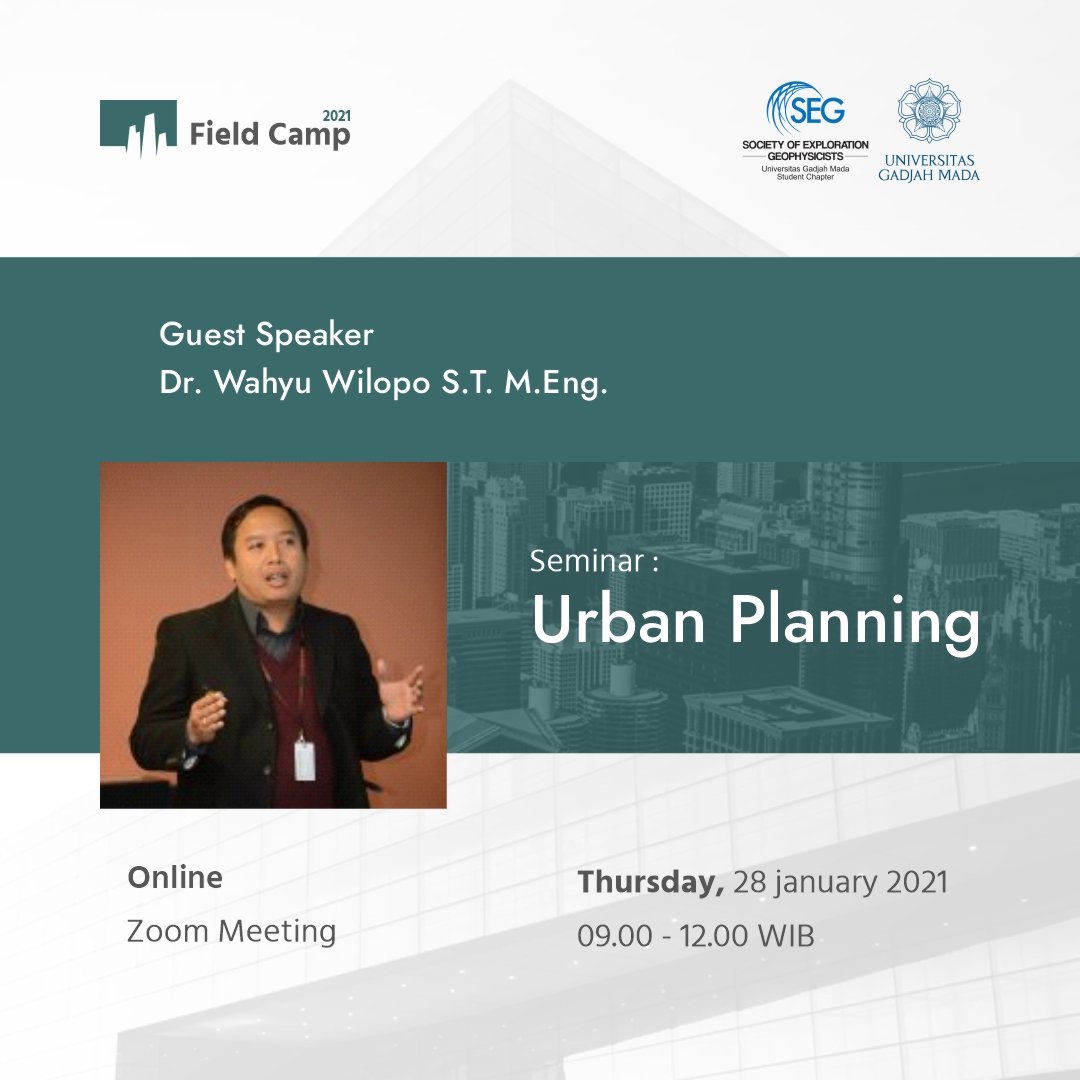 2021
Field Camp
SEG
SOCIETY OF EXPLORATION
GEOPHYSICISTS
Universitas Gadjah Mada
Student Chapter
UNIVERSITAS
GADJAH MADA
Guest Speaker
Dr. Wahyu Wilopo S.T. M.Eng.
Seminar :
Urban Planning
Online
Zoom Meeting
Thursday, 28 january 2021
09.00 - 12.00 WIB